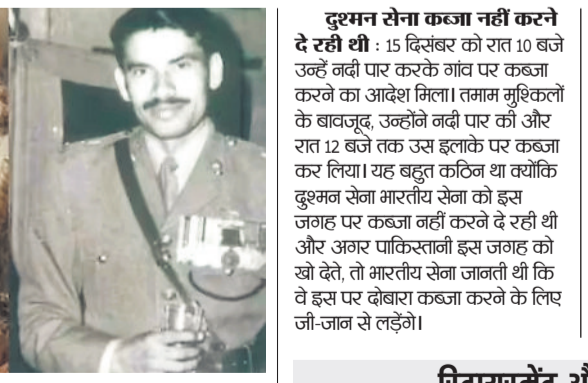 दुश्मन सेना कब्जा नहीं करने
दे रही थी : 15 दिसंबर को रात 10 बजे
उन्हें नदी पार करके गांव पर कब्जा
करने का आदेश मिला। तमाम मुश्किलों
के बावजूद, उन्होंने नदी पार की और
रात 12 बजे तक उस इलाके पर कब्जा
कर लिया। यह बहुत कठिन था क्योंकि
दुश्मन सेना भारतीय सेना को इस
जगह पर कब्जा नहीं करने दे रही थी
और अगर पाकिस्तानी इस जगह को
खो देते, तो भारतीय सेना जानती थी कि
वे इस पर दोबारा कब्जा करने के लिए
जी-जान से लड़ेंगे।